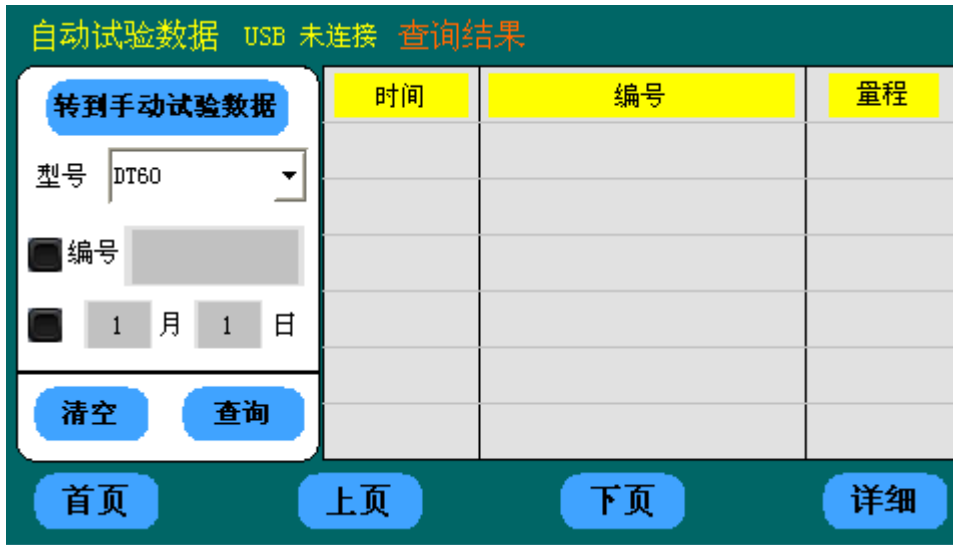 自动试验数据 USB 未连接 查询结果
转到手动试验数据
型号 DT60
编号
1 月 1 日
清空 查询
时间 编号 量程
首页 上页 下页 详细